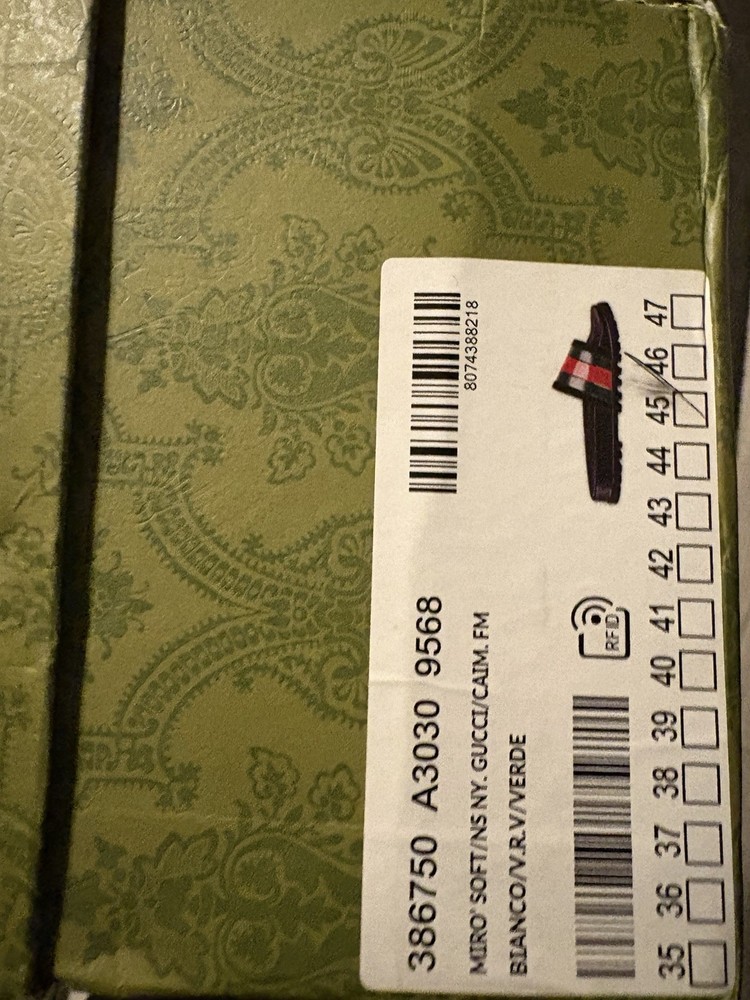 386750 A3030 9568
8074388218
MIRO' SOFT/NS NY. GUCCI/CAIM. FM
BIANCO/V.R.V/VERDE
RFID
35 36 37 38 39 40 41 42 43 44 45 46 47